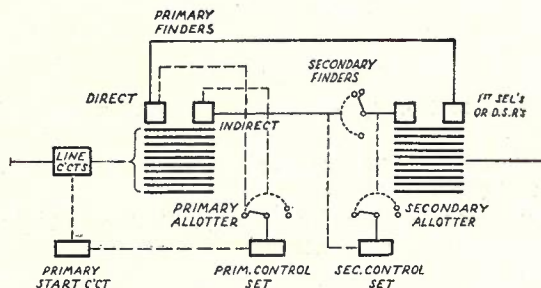 PRIMARY
FINDERS
SECONDARY
FINDERS
DIRECT
INDIRECT
1ST SEL'S
OR D.S.R'S
LINE
C'CTS
PRIMARY
ALLOTTER
SECONDARY
ALLOTTER
PRIMARY
START C'CT
PRIM. CONTROL
SET
SEC. CONTROL
SET